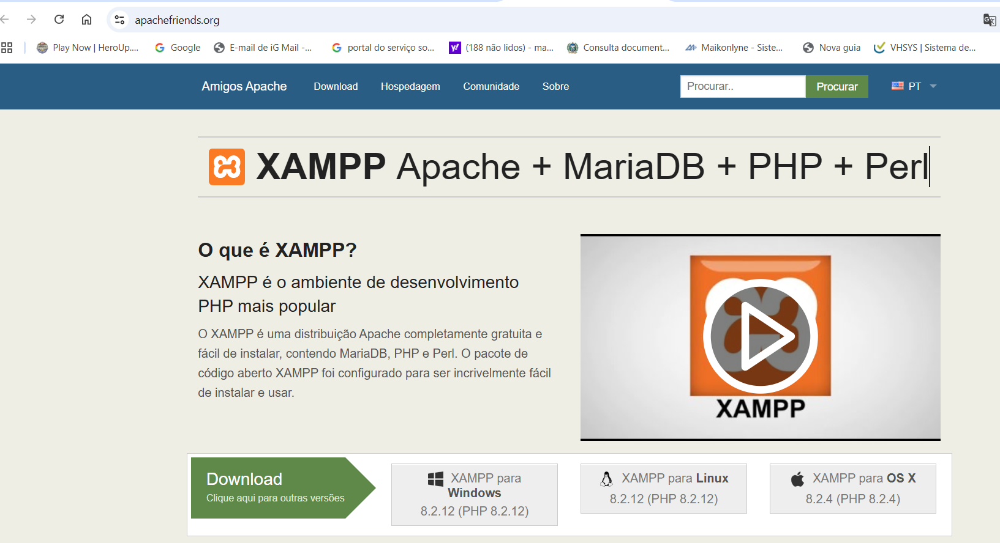 apachefriends.org
Play Now | HeroUp.... Google E-mail de iG Mail -... portal do serviço so... (188 não lidos) - ma... Consulta document... Maikonlyne - Siste... Nova guia VHSYS | Sistema de...
Amigos Apache Download Hospedagem Comunidade Sobre Procurar.. Procurar PT
XAMPP Apache + MariaDB + PHP + Perl
O que é XAMPP?
XAMPP é o ambiente de desenvolvimento
PHP mais popular
O XAMPP é uma distribuição Apache completamente gratuita e
fácil de instalar, contendo MariaDB, PHP e Perl. O pacote de
código aberto XAMPP foi configurado para ser incrivelmente fácil
de instalar e usar.
XAMPP
Download
Clique aqui para outras versões
XAMPP para
Windows
8.2.12 (PHP 8.2.12)
XAMPP para Linux
8.2.12 (PHP 8.2.12)
XAMPP para OS X
8.2.4 (PHP 8.2.4)